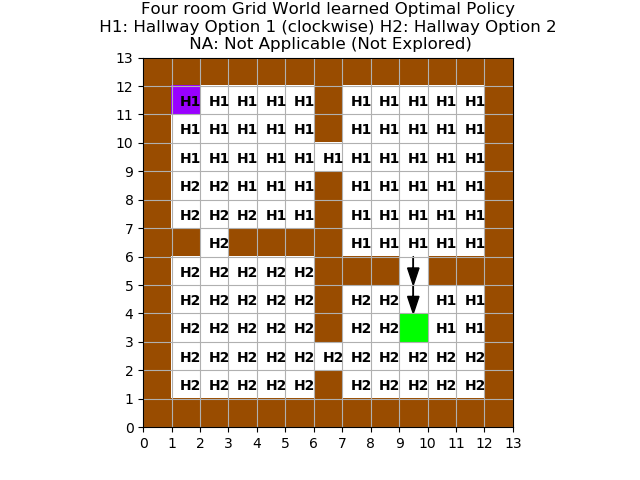 Four room Grid World learned Optimal Policy
H1: Hallway Option 1 (clockwise) H2: Hallway Option 2
NA: Not Applicable (Not Explored)
13
12
H1 H1 H1 H1 H1 H1 H1 H1 H1 H1
11
H1 H1 H1 H1 H1 H1 H1 H1 H1 H1
10
H1 H1 H1 H1 H1 H1 H1 H1 H1 H1 H1
9
H2 H2 H1 H1 H1 H1 H1 H1 H1 H1
8
H2 H2 H2 H1 H1 H1 H1 H1 H1 H1
7
H2 H1 H1 H1 H1 H1
6
H2 H2 H2 H2 H2
5
H2 H2 H2 H2 H2 H2 H2 H1 H1
4
H2 H2 H2 H2 H2 H2 H2 H1 H1
3
H2 H2 H2 H2 H2 H2 H2 H2 H2 H2 H2
2
H2 H2 H2 H2 H2 H2 H2 H2 H2 H2
1
0
0 1 2 3 4 5 6 7 8 9 10 11 12 13